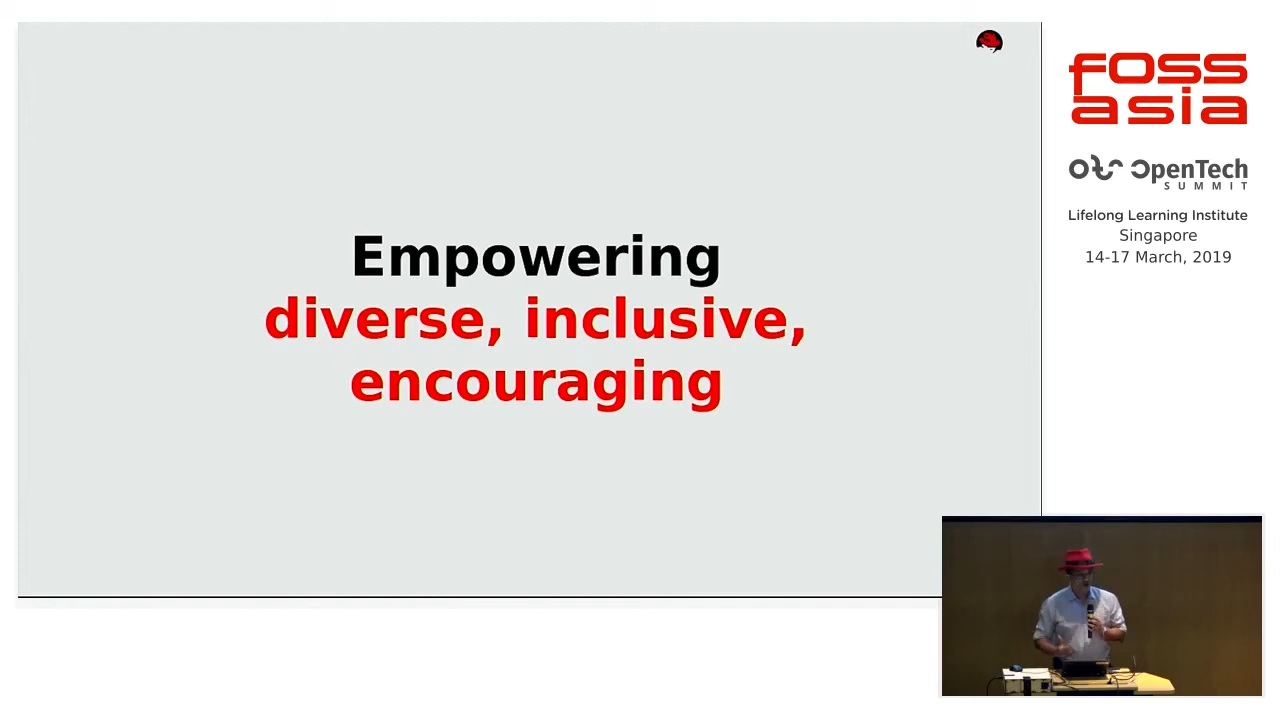 Empowering
diverse, inclusive,
encouraging
foss
asia
OpenTech
SUMMIT
Lifelong Learning Institute
Singapore
14-17 March, 2019